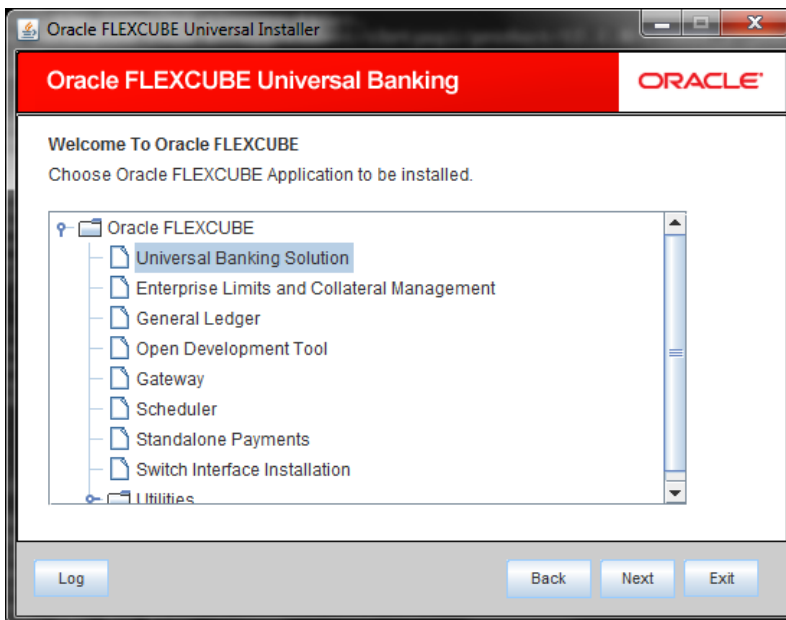 Oracle FLEXCUBE Universal Installer
Oracle FLEXCUBE Universal Banking
ORACLE
Welcome To Oracle FLEXCUBE
Choose Oracle FLEXCUBE Application to be installed.
Oracle FLEXCUBE
Universal Banking Solution
Enterprise Limits and Collateral Management
General Ledger
Open Development Tool
Gateway
Scheduler
Standalone Payments
Switch Interface Installation
Utilities
Log
Back
Next
Exit